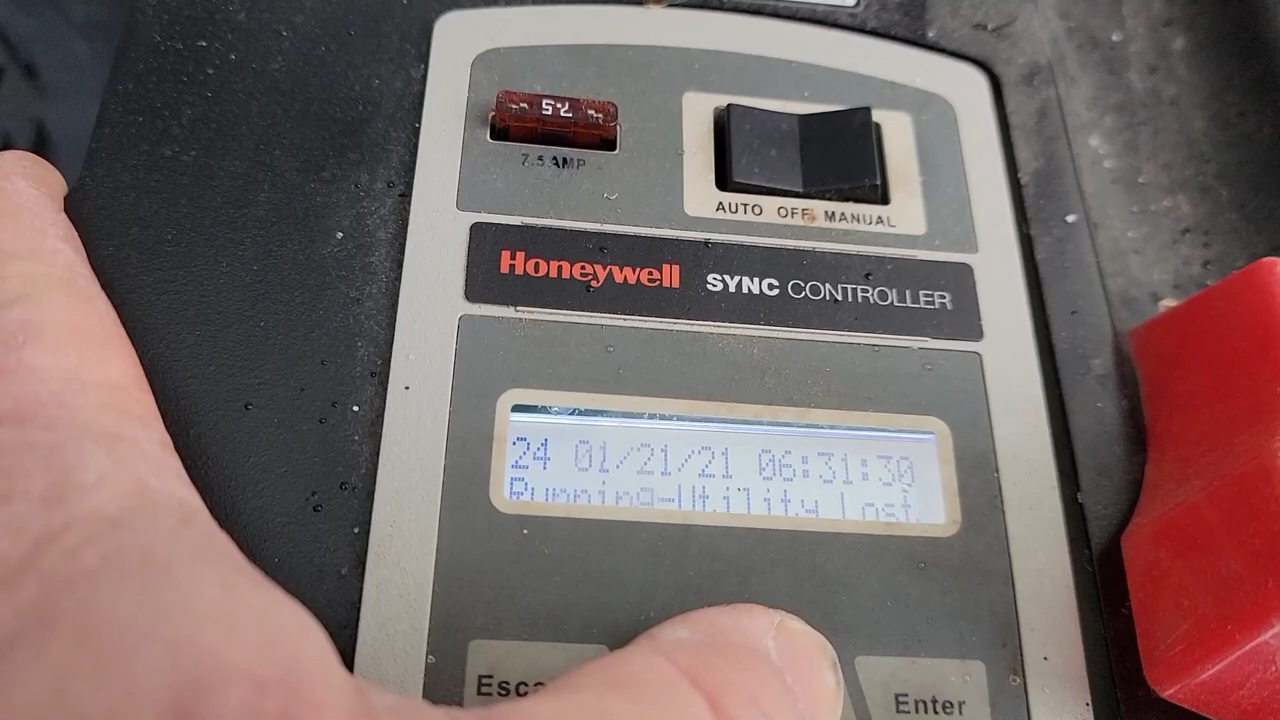 7.5
7.5 AMP
AUTO OFF MANUAL
Honeywell SYNC CONTROLLER
24 01/21/21 06:31:30
Running-Utility Lost
Esca
Enter